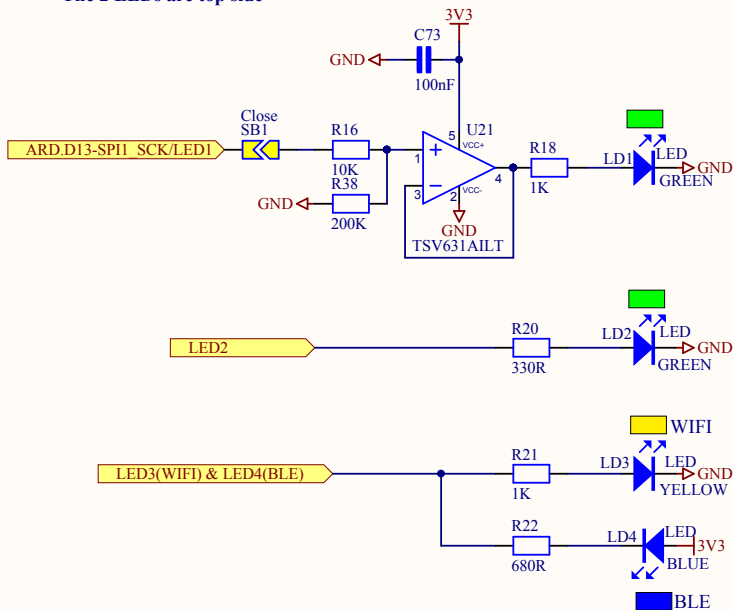 3V3
C73
GND
100nF
Close
SB1
R16
U21
5
VCC+
R18
ARD.D13-SPI1_SCK/LED1
1
4
LD1
LED
GND
10K
R38
3
2
VCC-
1K
GREEN
GND
200K
GND
TSV631AILT
R20
LD2
LED
LED2
GND
330R
GREEN
WIFI
R21
LD3
LED
LED3(WIFI) & LED4(BLE)
GND
1K
YELLOW
R22
LD4
LED
3V3
680R
BLUE
BLE